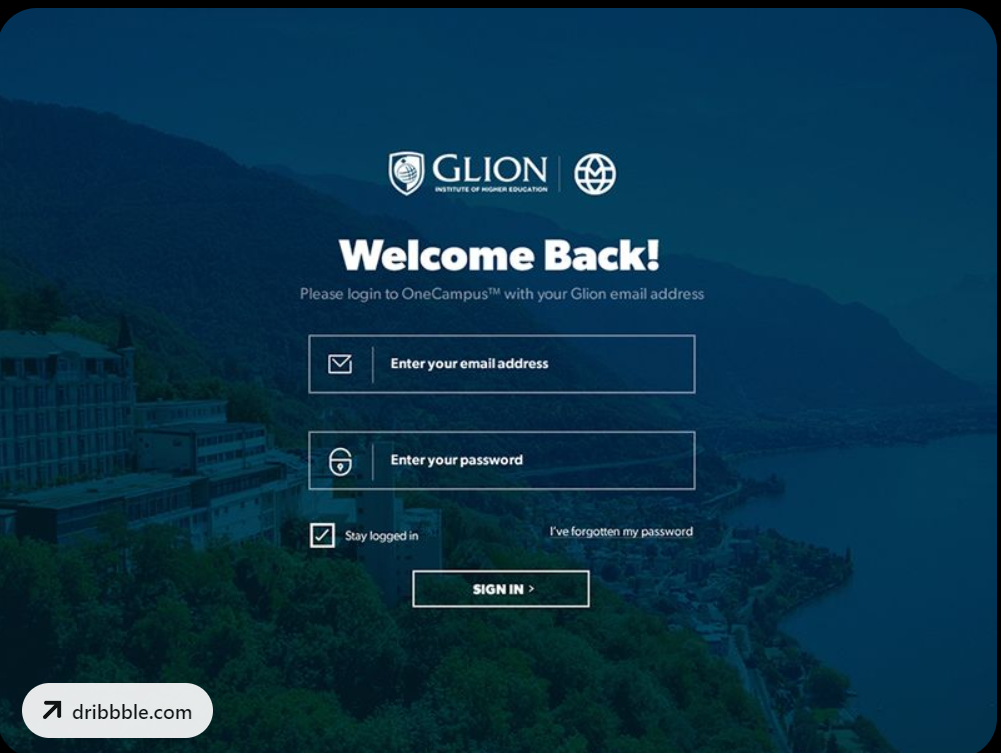 GLION
INSTITUTE OF HIGHER EDUCATION
Welcome Back!
Please login to OneCampus™ with your Glion email address
Enter your email address
Enter your password
Stay logged in
I've forgotten my password
SIGN IN >
dribbble.com